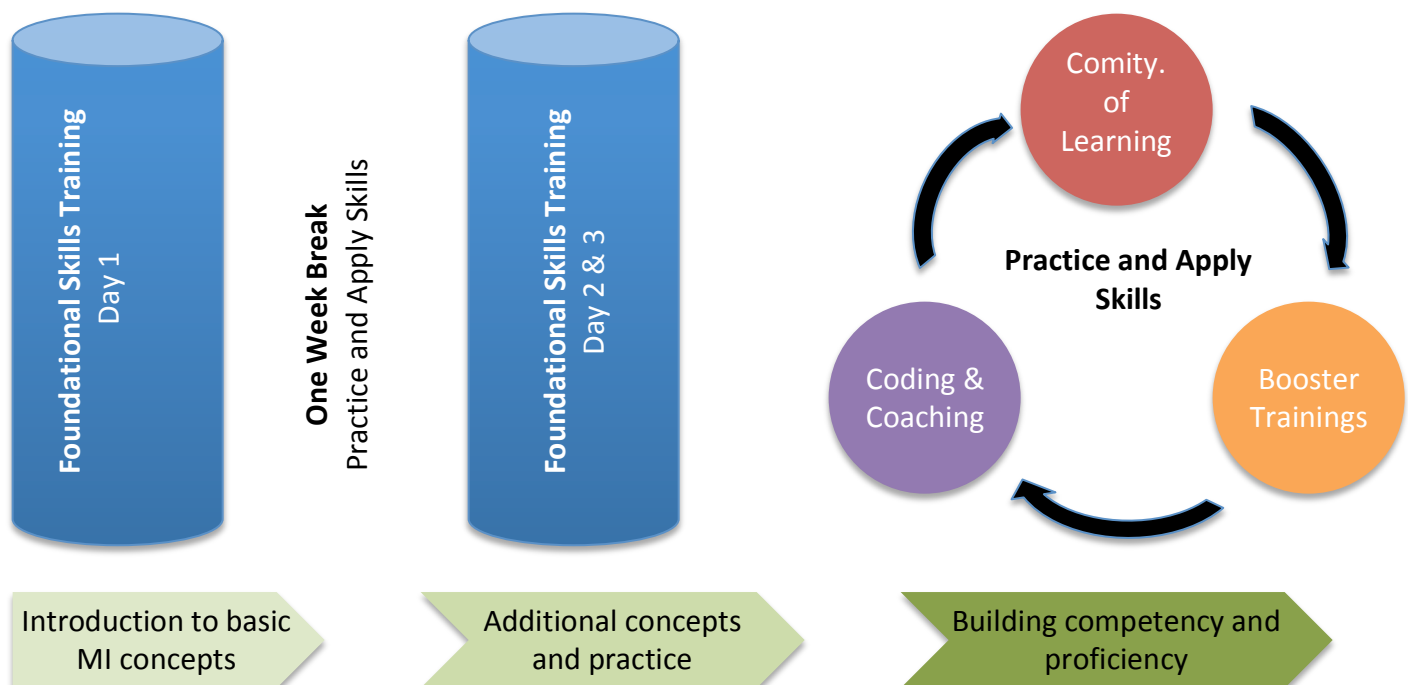 Foundational Skills Training
Day 1
One Week Break
Practice and Apply Skills
Foundational Skills Training
Day 2 & 3
Comity.
of
Learning
Practice and Apply
Skills
Coding &
Coaching
Booster
Trainings
Introduction to basic
MI concepts
Additional concepts
and practice
Building competency and
proficiency